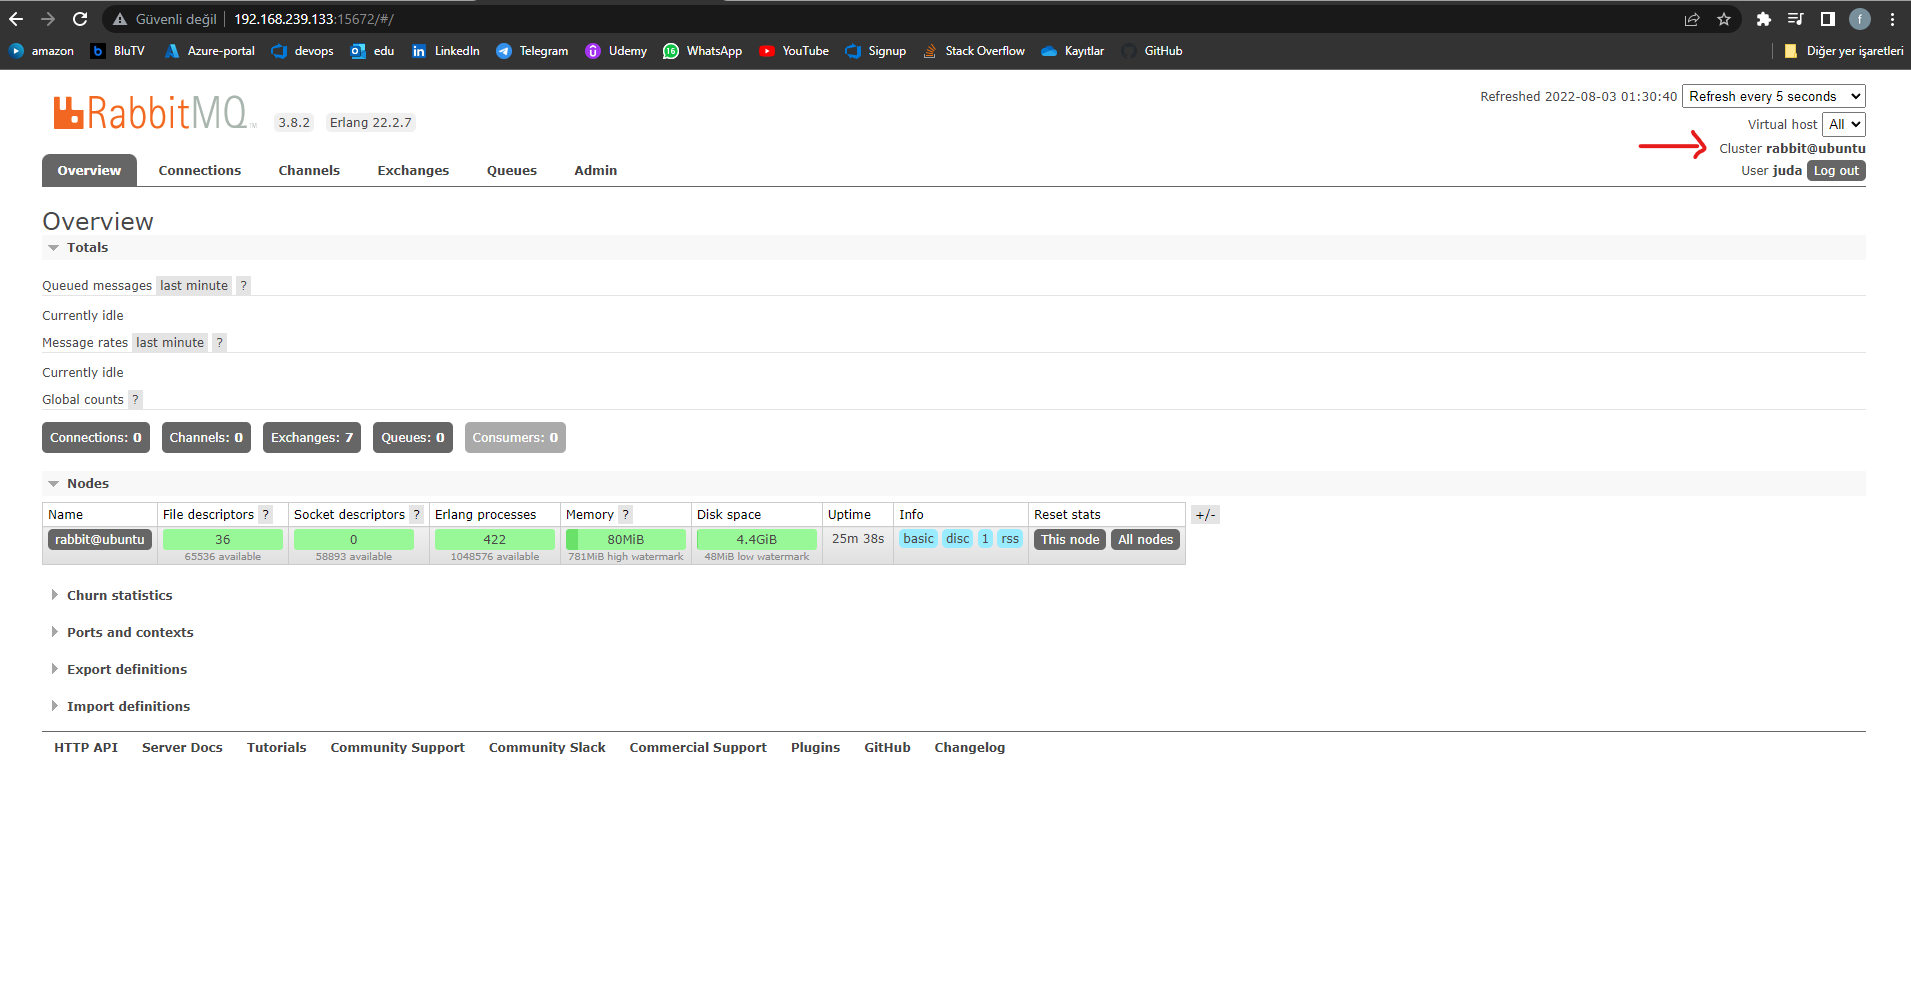 Güvenli değil 192.168.239.133:15672/#/
f
amazon BluTV Azure-portal devops edu LinkedIn Telegram Udemy WhatsApp YouTube Signup Stack Overflow Kayıtlar GitHub Diğer yer işaretleri
RabbitMQ TM 3.8.2 Erlang 22.2.7
Refreshed 2022-08-03 01:30:40 Refresh every 5 seconds
Virtual host All
Cluster rabbit@ubuntu
User juda Log out
Overview Connections Channels Exchanges Queues Admin
Overview
Totals
Queued messages last minute ?
Currently idle
Message rates last minute ?
Currently idle
Global counts ?
Connections: 0 Channels: 0 Exchanges: 7 Queues: 0 Consumers: 0
Nodes
Name File descriptors ? Socket descriptors ? Erlang processes Memory ? Disk space Uptime Info Reset stats +/-
rabbit@ubuntu 36 0 422 80MiB 4.4GiB 25m 38s basic disc 1 rss This node All nodes
65536 available 58893 available 1048576 available 781MiB high watermark 48MiB low watermark
Churn statistics
Ports and contexts
Export definitions
Import definitions
HTTP API Server Docs Tutorials Community Support Community Slack Commercial Support Plugins GitHub Changelog